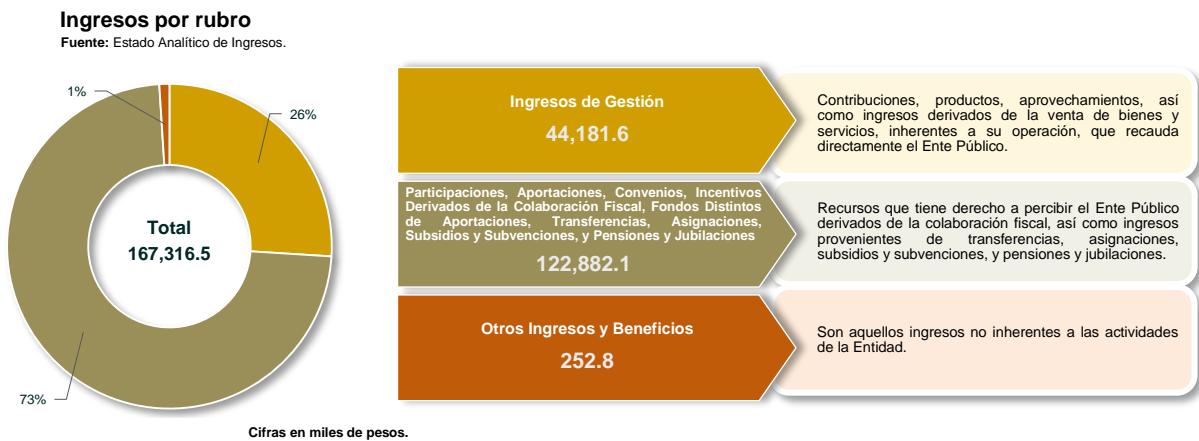 Ingresos por rubro
Fuente: Estado Analítico de Ingresos.
1%
26%
Total
167,316.5
73%
Ingresos de Gestión
44,181.6
Contribuciones, productos, aprovechamientos, así
como ingresos derivados de la venta de bienes y
servicios, inherentes a su operación, que recauda
directamente el Ente Público.
Participaciones, Aportaciones, Convenios, Incentivos
Derivados de la Colaboración Fiscal, Fondos Distintos
de Aportaciones, Transferencias, Asignaciones,
Subsidios y Subvenciones, y Pensiones y Jubilaciones
122,882.1
Recursos que tiene derecho a percibir el Ente Público
derivados de la colaboración fiscal, así como ingresos
provenientes de transferencias, asignaciones,
subsidios y subvenciones, y pensiones y jubilaciones.
Otros Ingresos y Beneficios
252.8
Son aquellos ingresos no inherentes a las actividades
de la Entidad.
Cifras en miles de pesos.